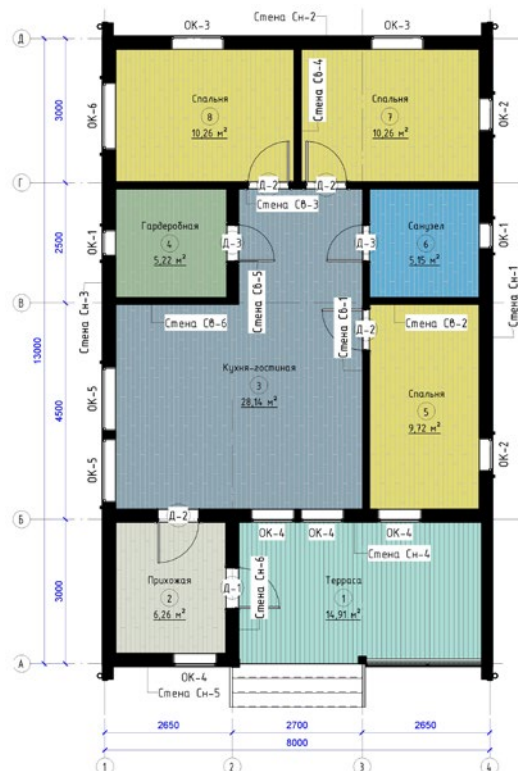 Стена Сн-2
ОК-3
ОК-3
Д
Стена Св-4
ОК-6
Спальня
8
10,26 м²
Спальня
7
10,26 м²
ОК-2
3000
Г
Д-2
Д-2
Стена Св-3
Гардеробная
4
5,22 м²
Санузел
6
5,15 м²
ОК-1
Д-3
Д-3
ОК-1
2500
Стена Сн-3
Стена Св-5
Стена Св-1
Стена Сн-1
В
Стена Св-6
Стена Св-2
Д-2
13000
Кухня-гостиная
3
28,14 м²
Спальня
5
9,72 м²
ОК-5
4500
ОК-5
ОК-2
Б
Д-2
ОК-4
ОК-4
ОК-4
Стена Сн-4
Стена Сн-6
Прихожая
2
6,26 м²
Д-1
Терраса
1
14,91 м²
3000
А
ОК-4
Стена Сн-5
2650
2700
2650
8000
1
2
3
4